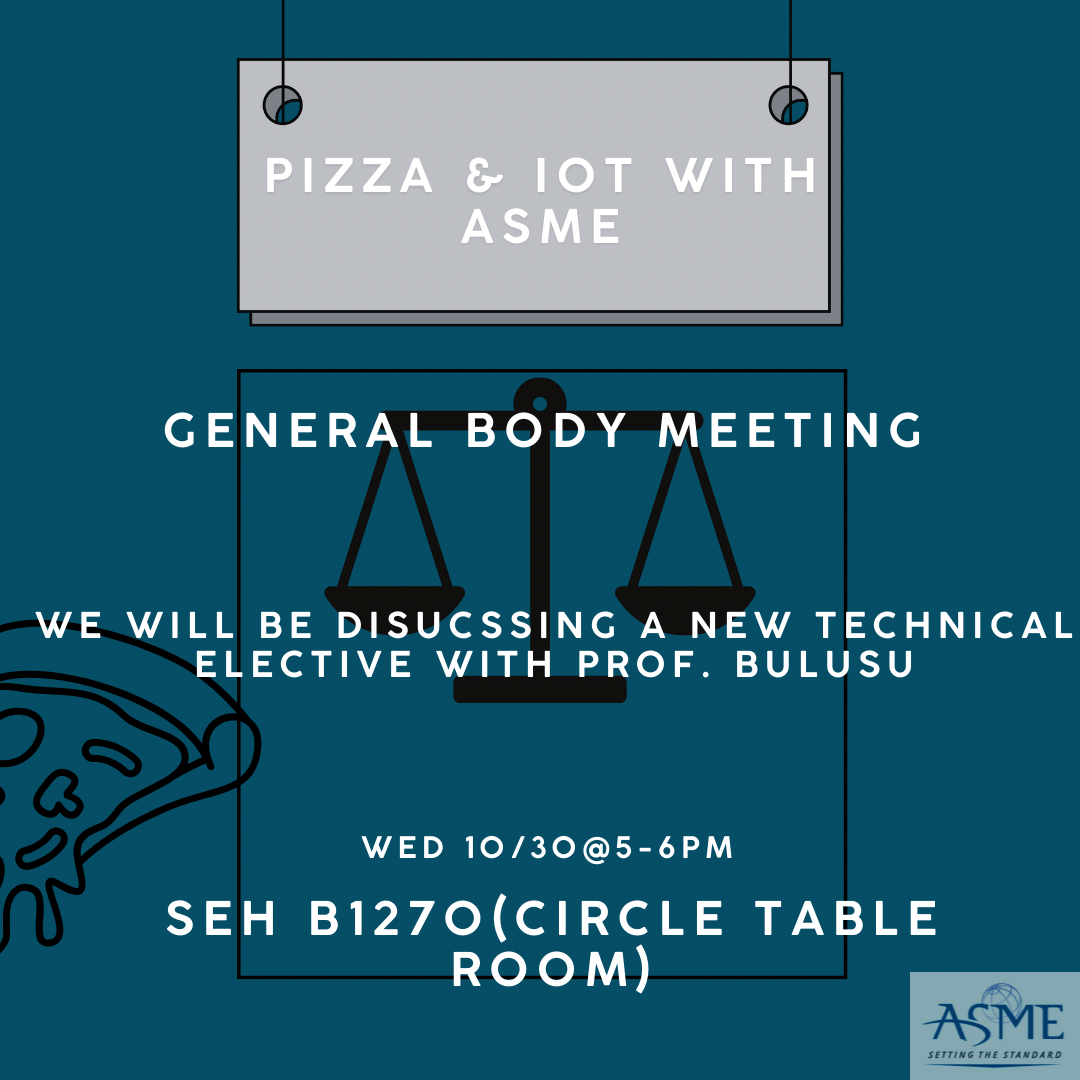 PIZZA & IOT WITH
ASME
GENERAL BODY MEETING
WE WILL BE DISUCSSING A NEW TECHNICAL
ELECTIVE WITH PROF. BULUSU
WED 10/30@5-6PM
SEH B1270(CIRCLE TABLE
ROOM)
ASME
SETTING THE STANDARD